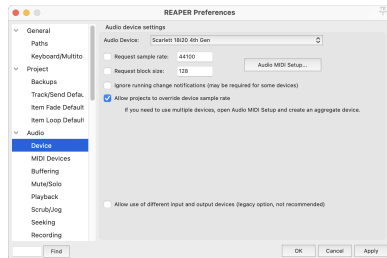 REAPER Preferences
General
Paths
Keyboard/Multito
Project
Backups
Track/Send Defau
Item Fade Default
Item Loop Default
Audio
Device
MIDI Devices
Buffering
Mute/Solo
Playback
Scrub/Jog
Seeking
Recording
Find
Audio device settings
Audio Device: Scarlett 18i20 4th Gen
Request sample rate: 44100
Audio MIDI Setup...
Request block size: 128
Ignore running change notifications (may be required for some devices)
Allow projects to override device sample rate
If you need to use multiple devices, open Audio MIDI Setup and create an aggregate device.
Allow use of different input and output devices (legacy option, not recommended)
OK Cancel Apply